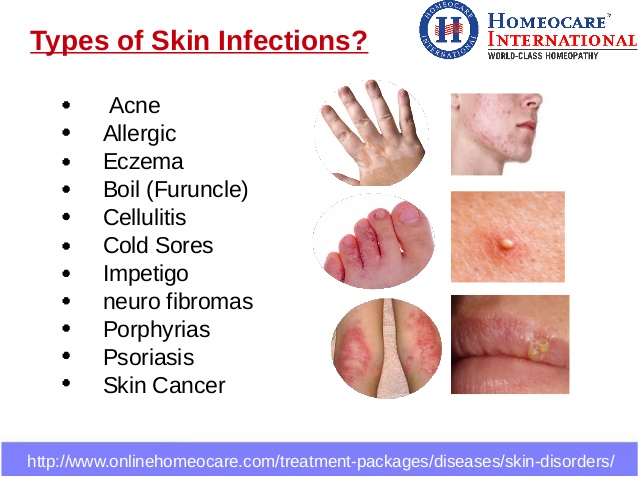 Types of Skin Infections?
HOMEOCARE™
INTERNATIONAL
WORLD-CLASS HOMEOPATHY
HOMEOCARE
H
INTERNATIONAL
• Acne
• Allergic
• Eczema
• Boil (Furuncle)
• Cellulitis
• Cold Sores
• Impetigo
• neuro fibromas
• Porphyrias
• Psoriasis
• Skin Cancer
http://www.onlinehomeocare.com/treatment-packages/diseases/skin-disorders/